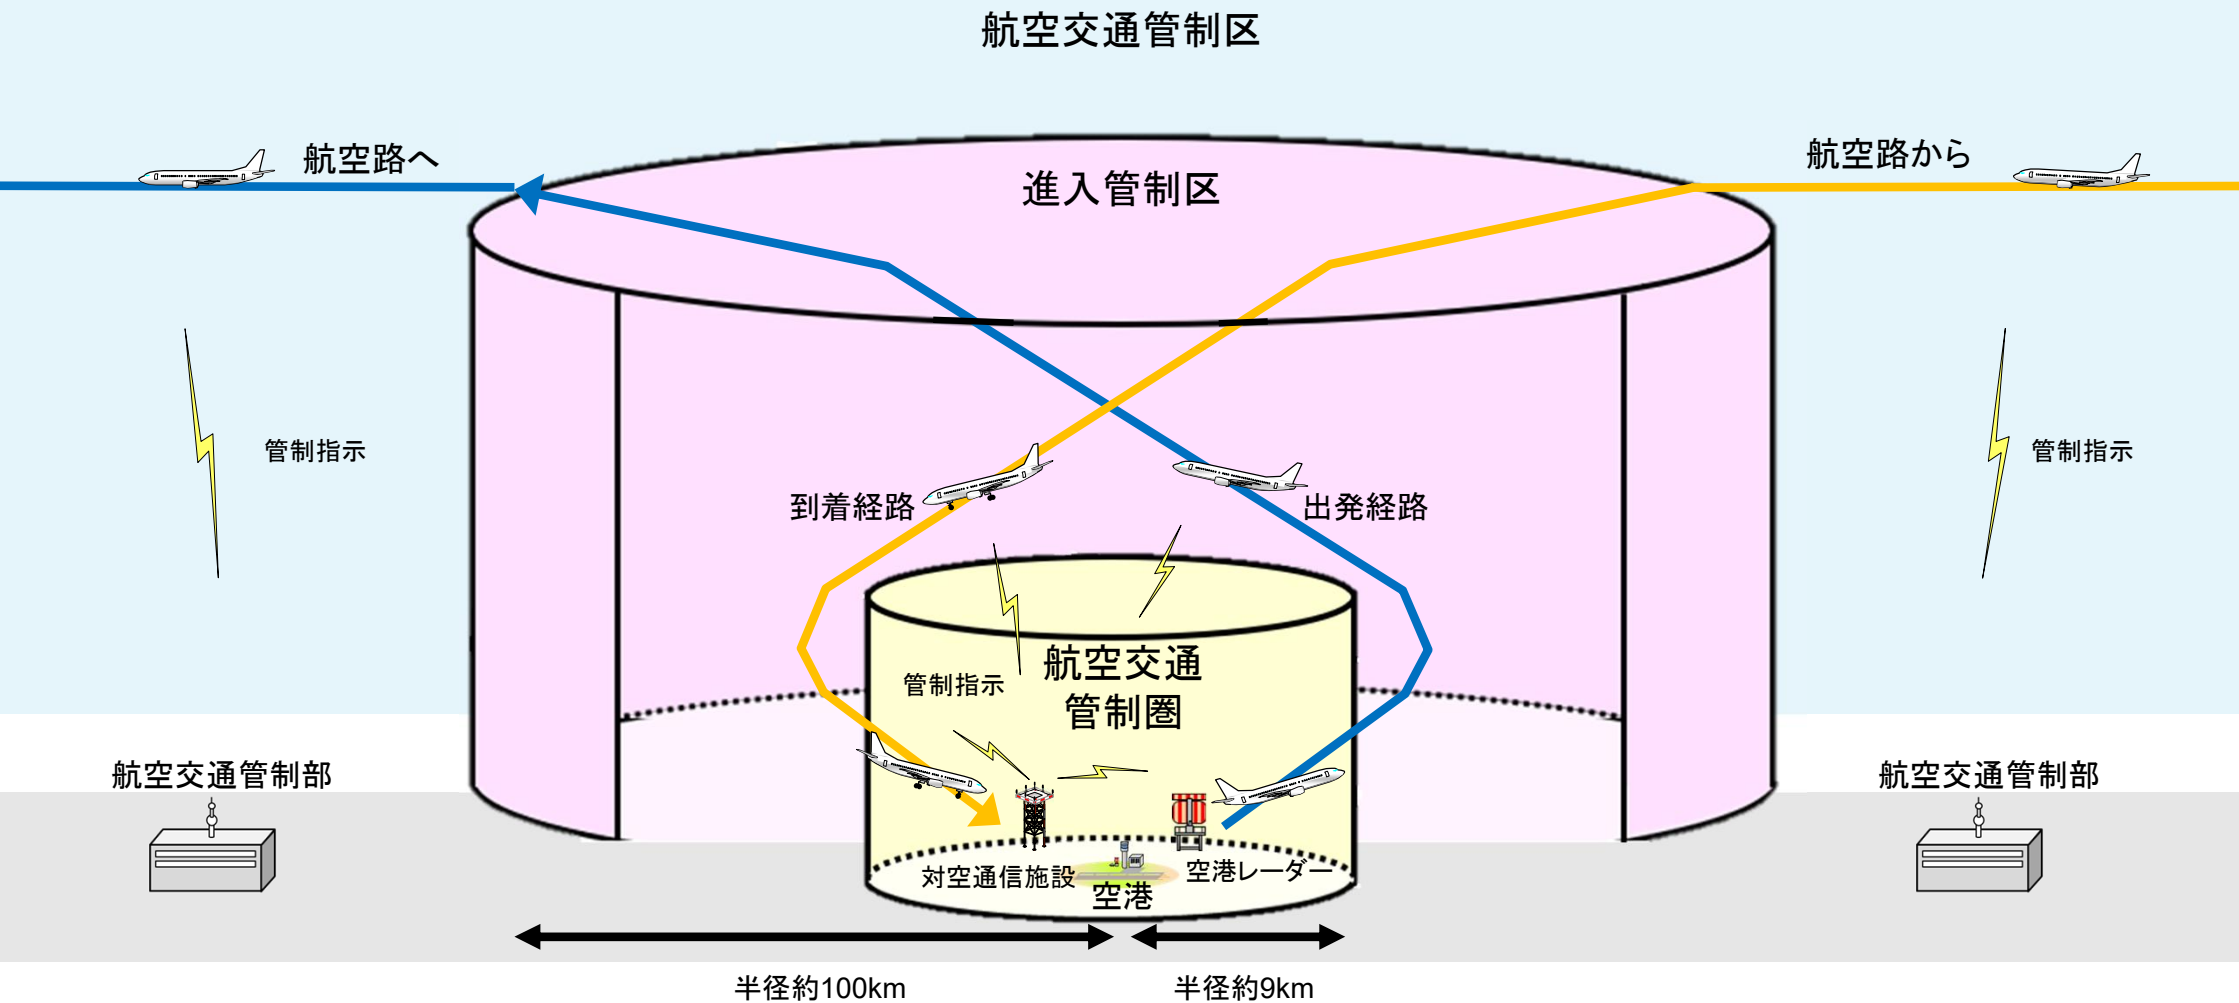 航空交通管制区
航空路へ
航空路から
進入管制区
管制指示
管制指示
到着経路
出発経路
航空交通
管制圏
管制指示
航空交通管制部
航空交通管制部
対空通信施設
空港
空港レーダー
半径約100km
半径約9km